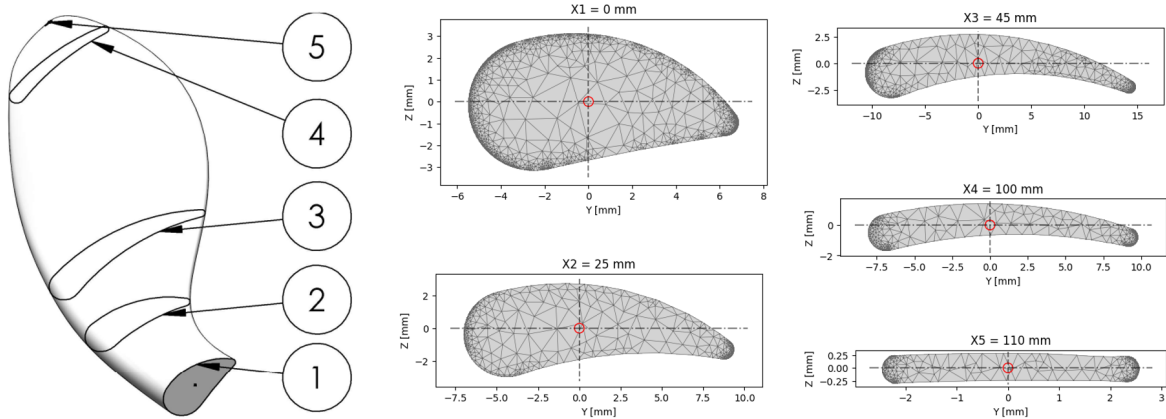 5
4
3
2
1
X1 = 0 mm
3
2
1
0
−1
−2
−3
Z [mm]
−6 −4 −2 0 2 4 6 8
Y [mm]
X2 = 25 mm
2
0
−2
Z [mm]
−7.5 −5.0 −2.5 0.0 2.5 5.0 7.5 10.0
Y [mm]
X3 = 45 mm
2.5
0.0
−2.5
Z [mm]
−10 −5 0 5 10 15
Y [mm]
X4 = 100 mm
0
−2
Z [mm]
−7.5 −5.0 −2.5 0.0 2.5 5.0 7.5 10.0
Y [mm]
X5 = 110 mm
0.25
0.00
−0.25
Z [mm]
−2 −1 0 1 2 3
Y [mm]